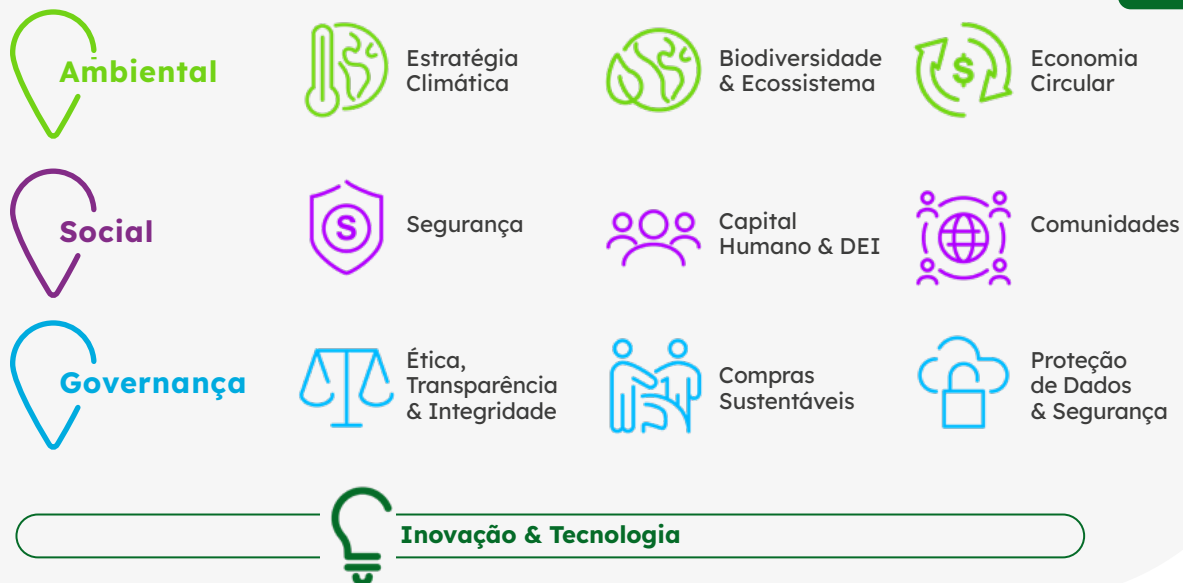 Ambiental
Estratégia
Climática
Biodiversidade
& Ecossistema
$
Economia
Circular
Social
S
Segurança
Capital
Humano & DEI
Comunidades
Governança
Ética,
Transparência
& Integridade
Compras
Sustentáveis
Proteção
de Dados
& Segurança
Inovação & Tecnologia